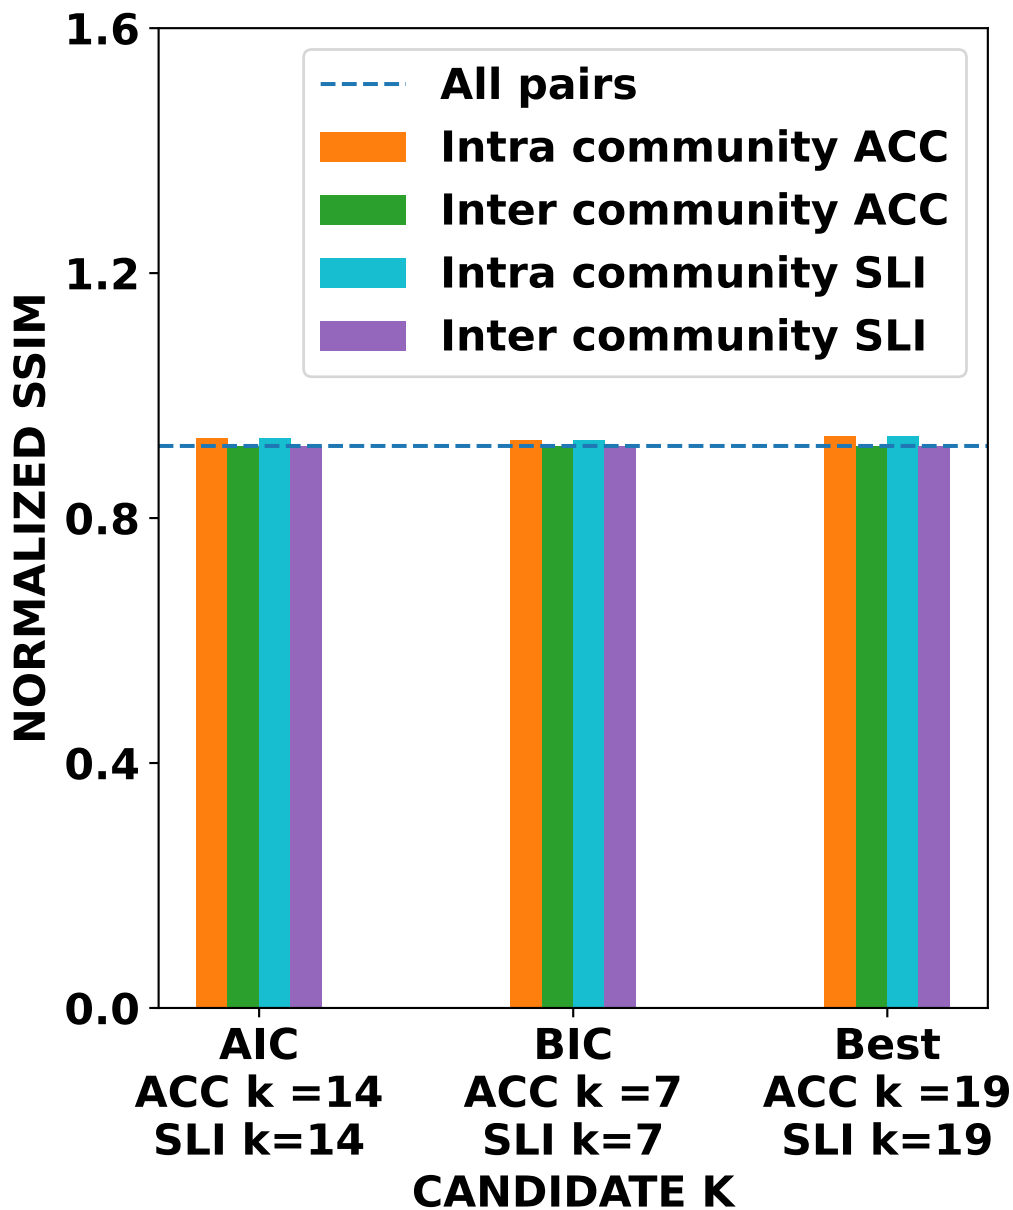 1.6
1.2
0.8
0.4
0.0
NORMALIZED SSIM
All pairs
Intra community ACC
Inter community ACC
Intra community SLI
Inter community SLI
AIC
ACC k =14
SLI k=14
BIC
ACC k =7
SLI k=7
Best
ACC k =19
SLI k=19
CANDIDATE K